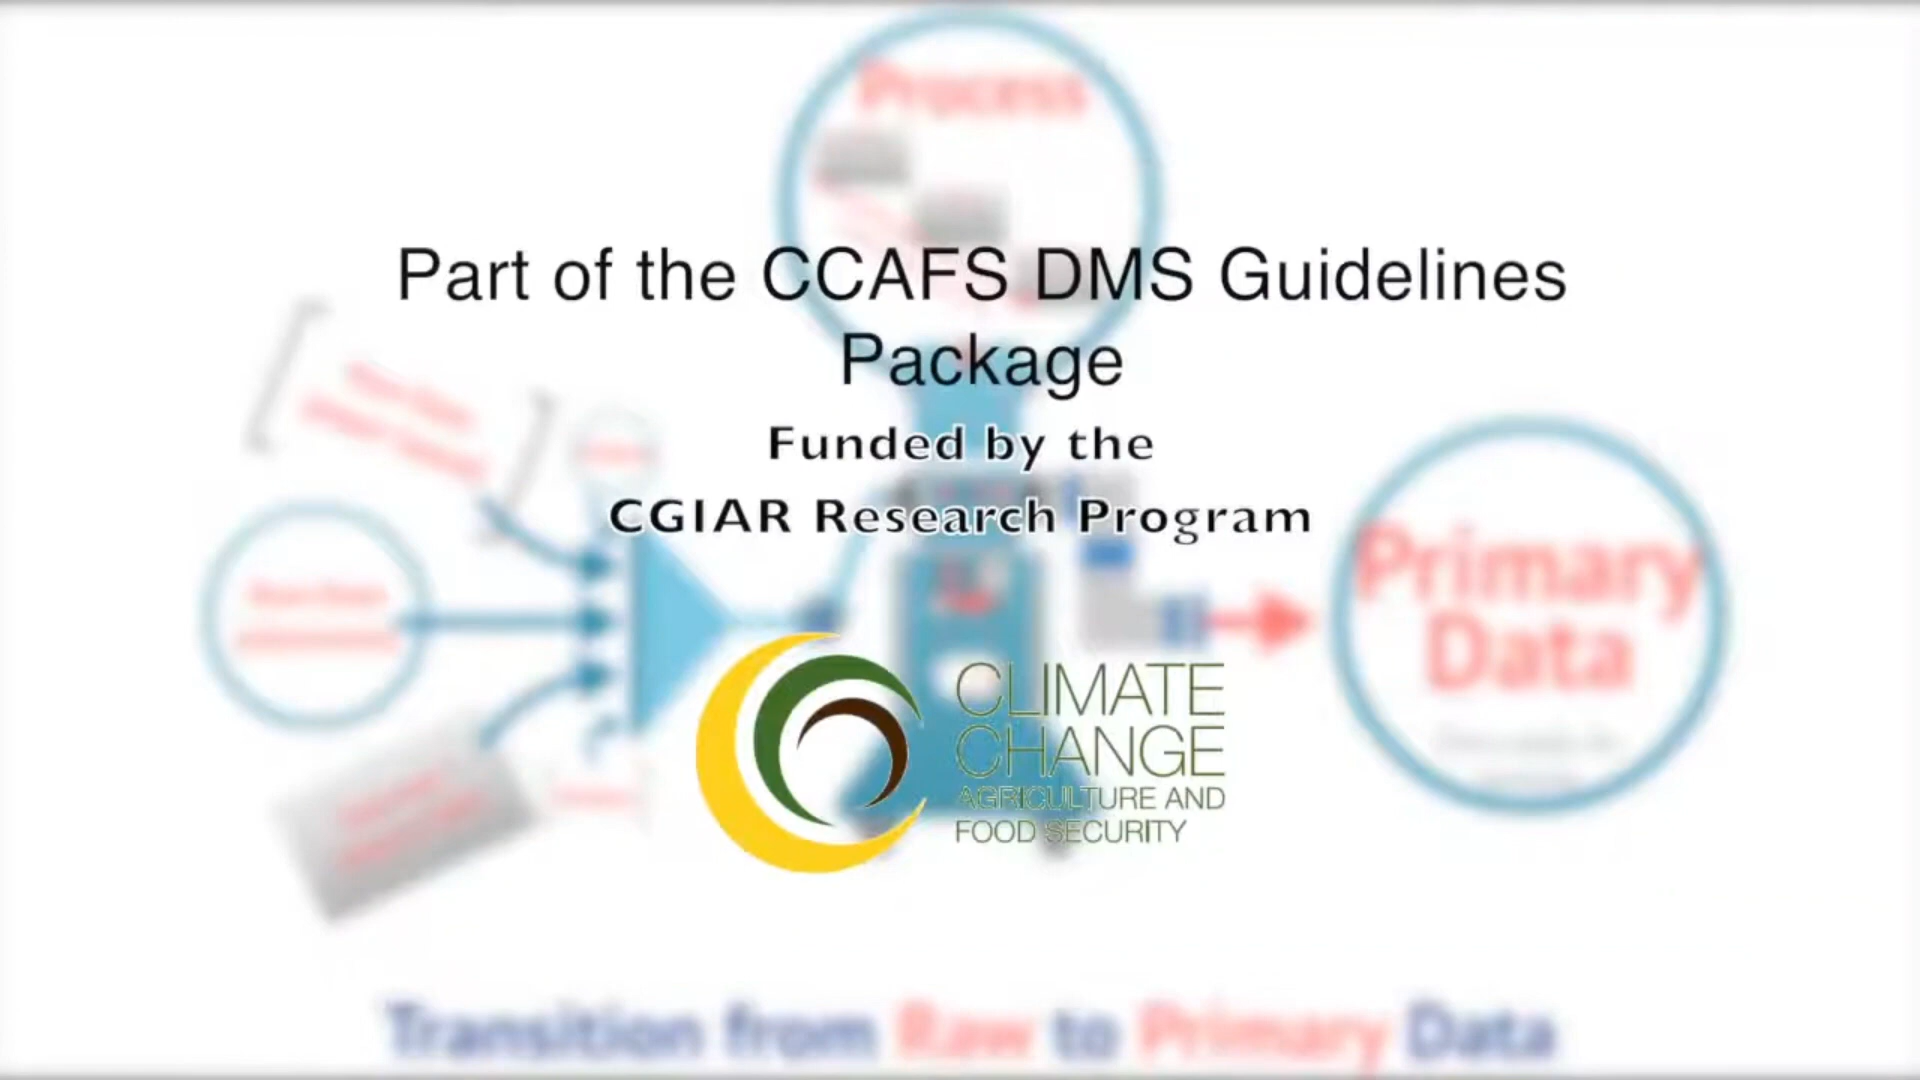 Process
Part of the CCAFS DMS Guidelines
Package
Funded by the
CGIAR Research Program
Primary
Data
CLIMATE
CHANGE
AGRICULTURE AND
FOOD SECURITY
Transition from Raw to Primary Data